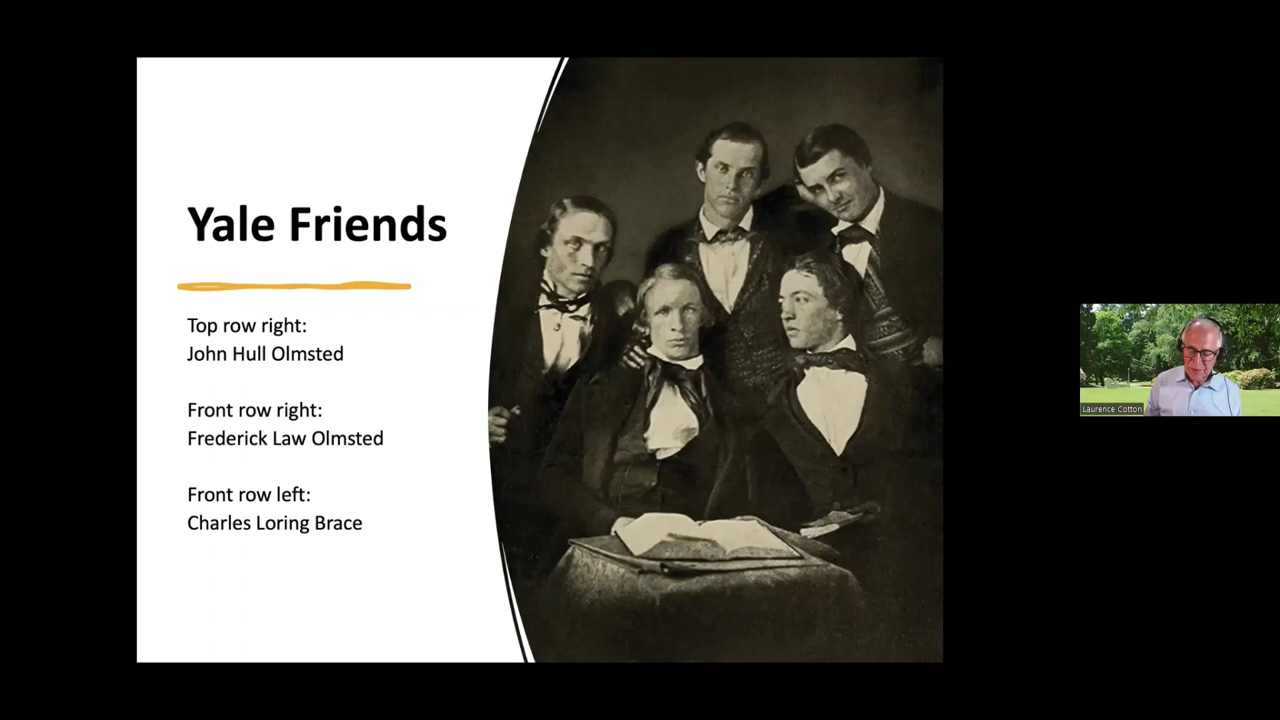 Yale Friends
Top row right:
John Hull Olmsted
Front row right:
Frederick Law Olmsted
Front row left:
Charles Loring Brace
Laurence Cotton